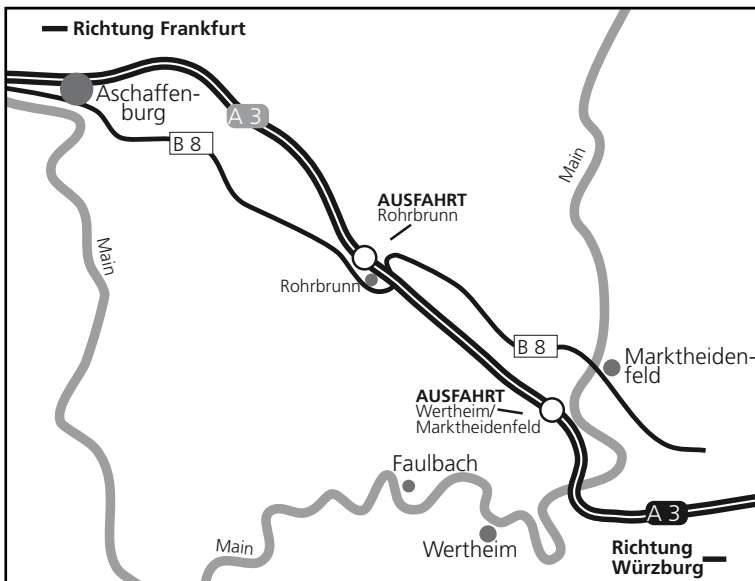 Richtung Frankfurt
Aschaffen-
burg
A 3
B 8
Main
Main
AUSFAHRT
Rohrbrunn
Rohrbrunn
B 8
Marktheiden-
feld
AUSFAHRT
Wertheim/
Marktheidenfeld
Faulbach
Main
Wertheim
A 3
Richtung
Würzburg